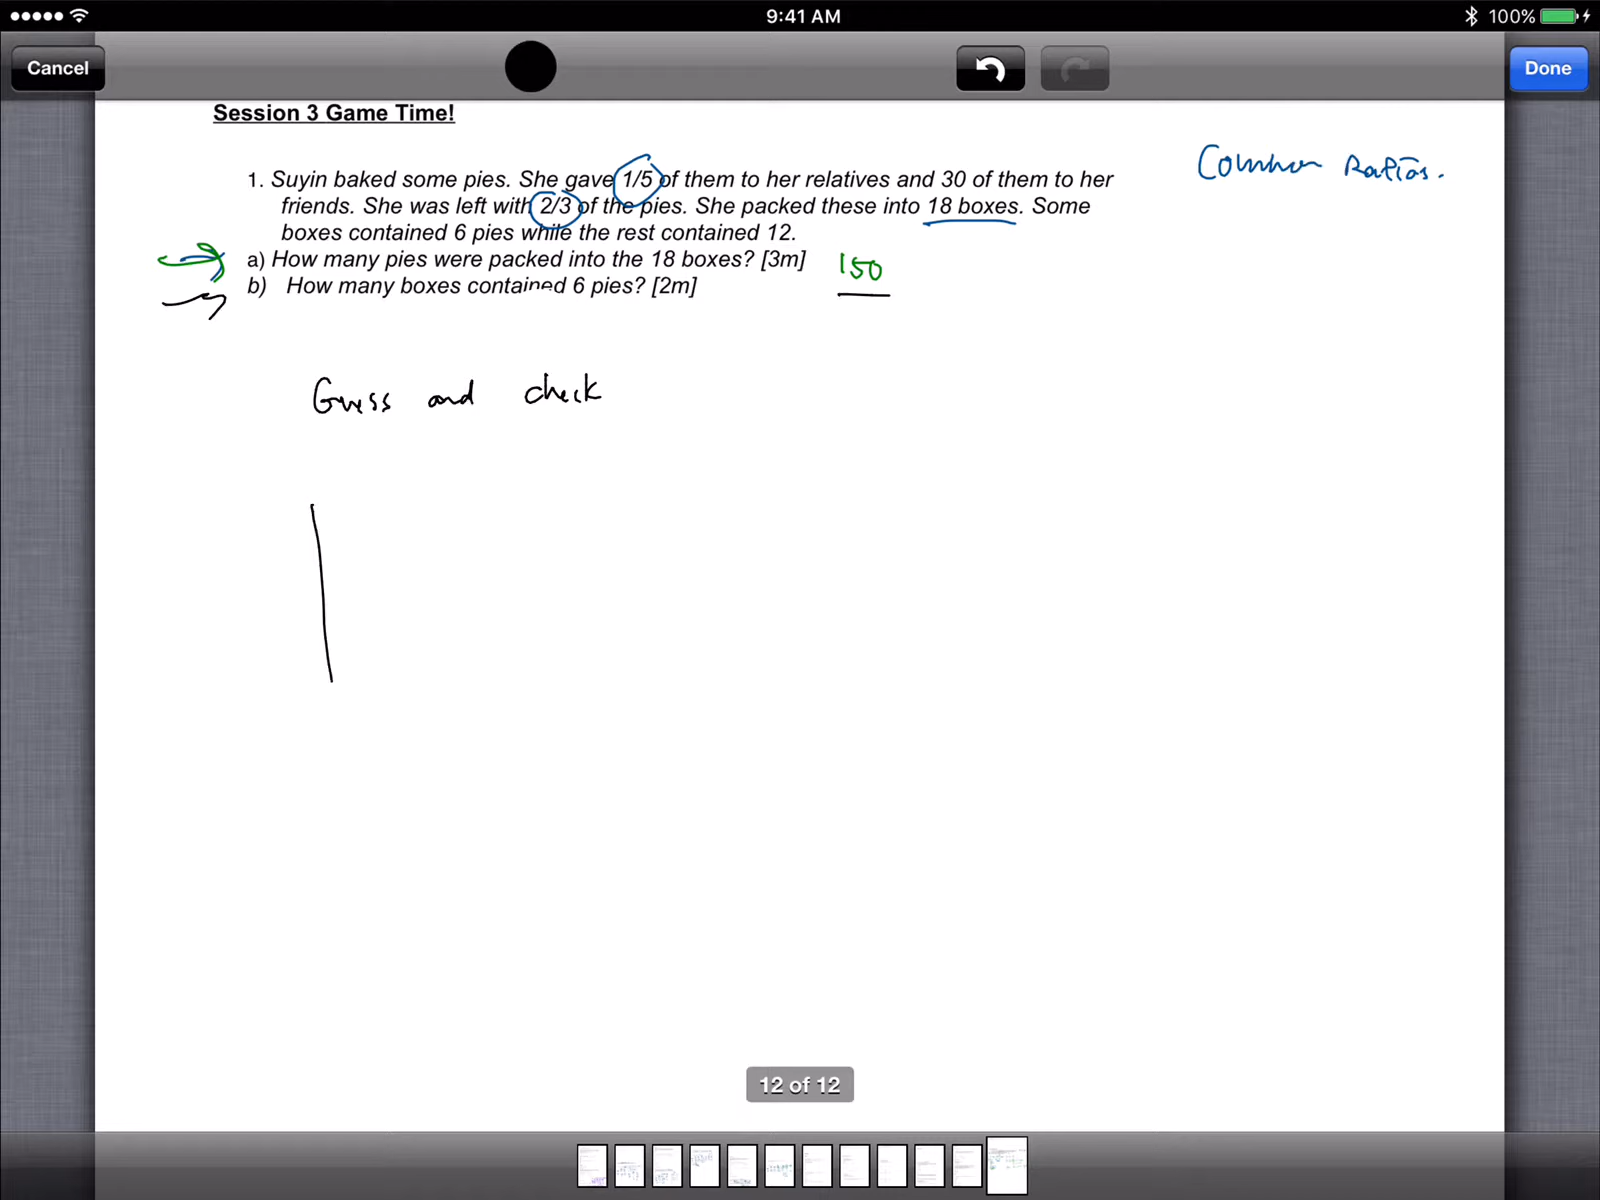 9:41 AM
100%
Cancel
Done
Session 3 Game Time!
Common Ratios.
1. Suyin baked some pies. She gave 1/5 of them to her relatives and 30 of them to her
friends. She was left with 2/3 of the pies. She packed these into 18 boxes. Some
boxes contained 6 pies while the rest contained 12.
a) How many pies were packed into the 18 boxes? [3m]
150
b) How many boxes contained 6 pies? [2m]
Guess and check
12 of 12